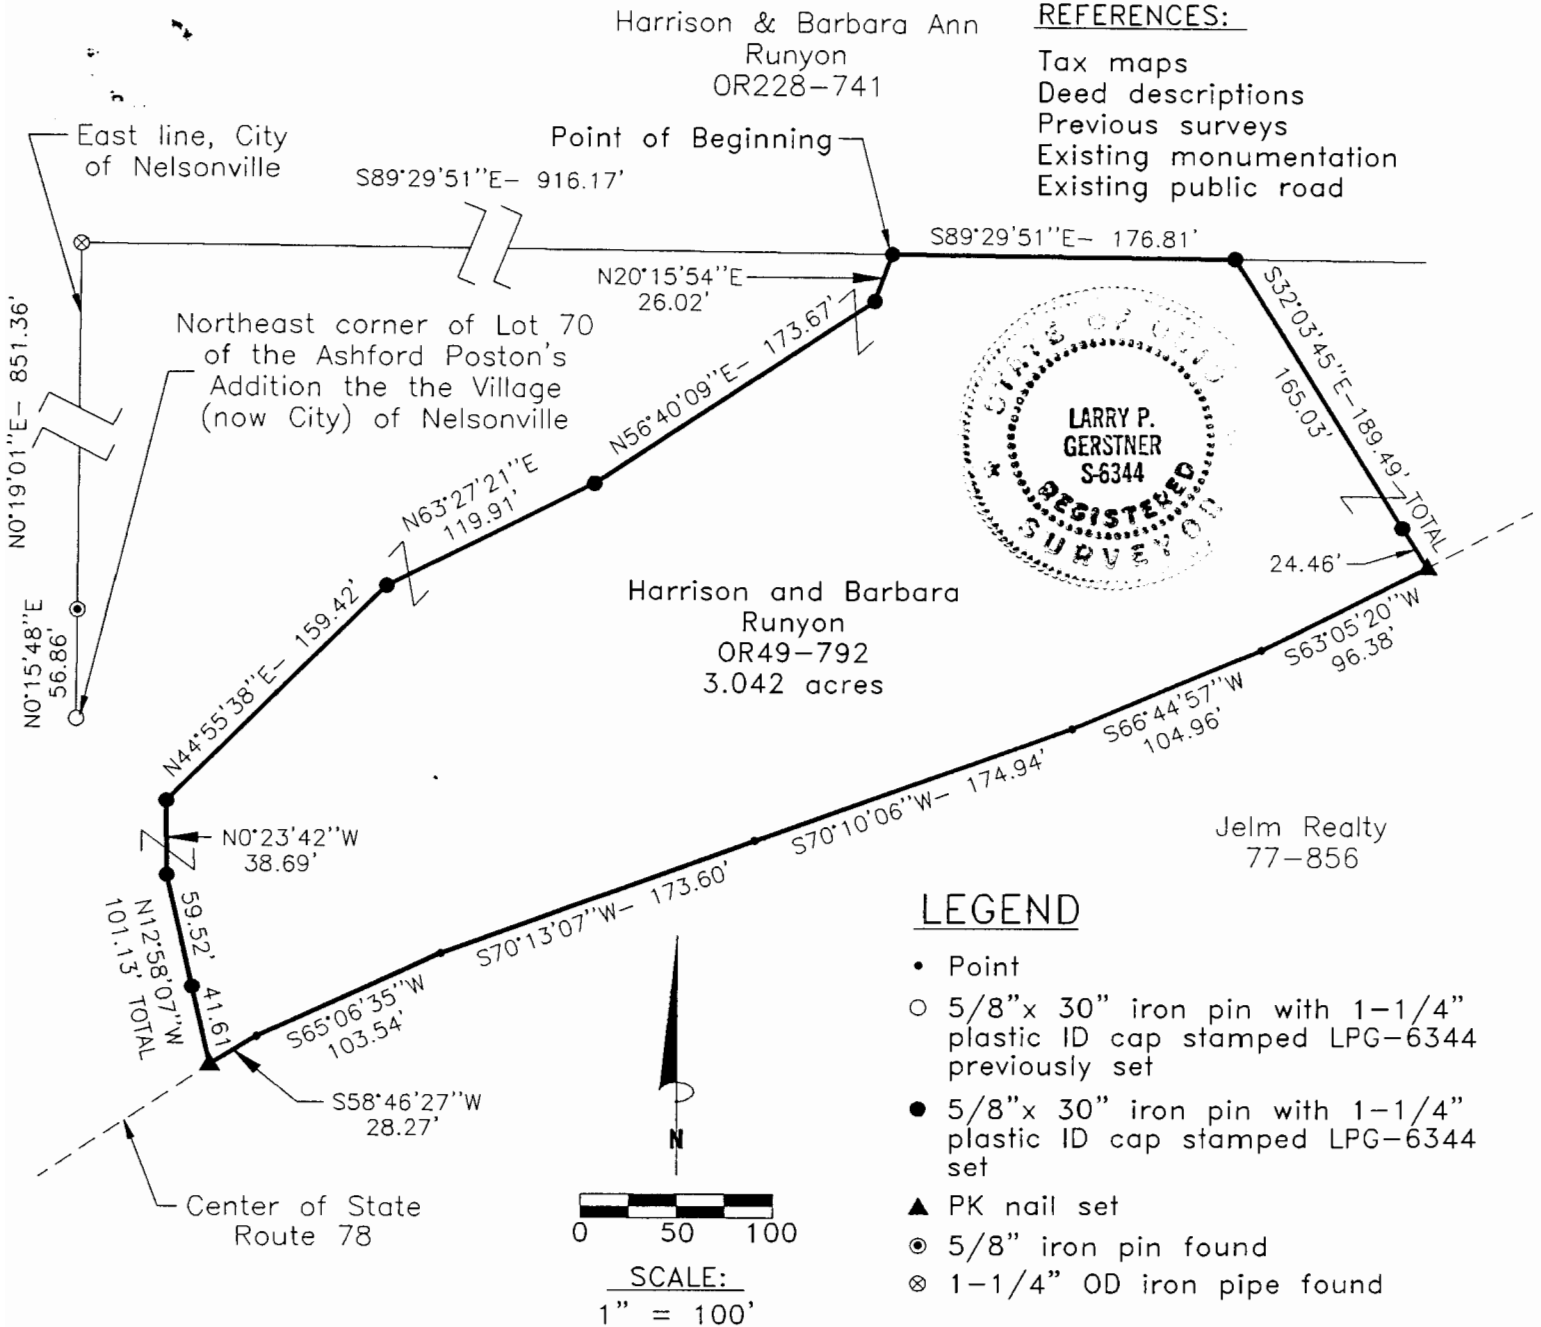 Harrison & Barbara Ann
Runyon
OR228-741
REFERENCES:
Tax maps
Deed descriptions
Previous surveys
Existing monumentation
Existing public road
East line, City
of Nelsonville
Point of Beginning
S89°29'51"E- 916.17'
S89°29'51"E- 176.81'
N20°15'54"E
26.02'
N0°19'01"E- 851.36'
Northeast corner of Lot 70
of the Ashford Poston's
Addition the the Village
(now City) of Nelsonville
N56°40'09"E- 173.67'
S32°03'45"E-189.49' TOTAL
165.03'
STATE OF OHIO
LARRY P.
GERSTNER
S-6344
REGISTERED
SURVEYOR
N63°27'21"E
119.91'
24.46'
Harrison and Barbara
Runyon
OR49-792
3.042 acres
N0°15'48"E
56.86'
N44°55'38"E- 159.42'
S63°05'20"W
96.38'
S66°44'57"W
104.96'
S70°10'06"W- 174.94'
N0°23'42"W
38.69'
Jelm Realty
77-856
S70°13'07"W- 173.60'
59.52'
N12°58'07"W
101.13' TOTAL
41.61
S65°06'35"W
103.54'
S58°46'27"W
28.27'
Center of State
Route 78
N
0 50 100
SCALE:
1" = 100'
LEGEND
Point
5/8"x 30" iron pin with 1-1/4"
plastic ID cap stamped LPG-6344
previously set
5/8"x 30" iron pin with 1-1/4"
plastic ID cap stamped LPG-6344
set
PK nail set
5/8" iron pin found
1-1/4" OD iron pipe found